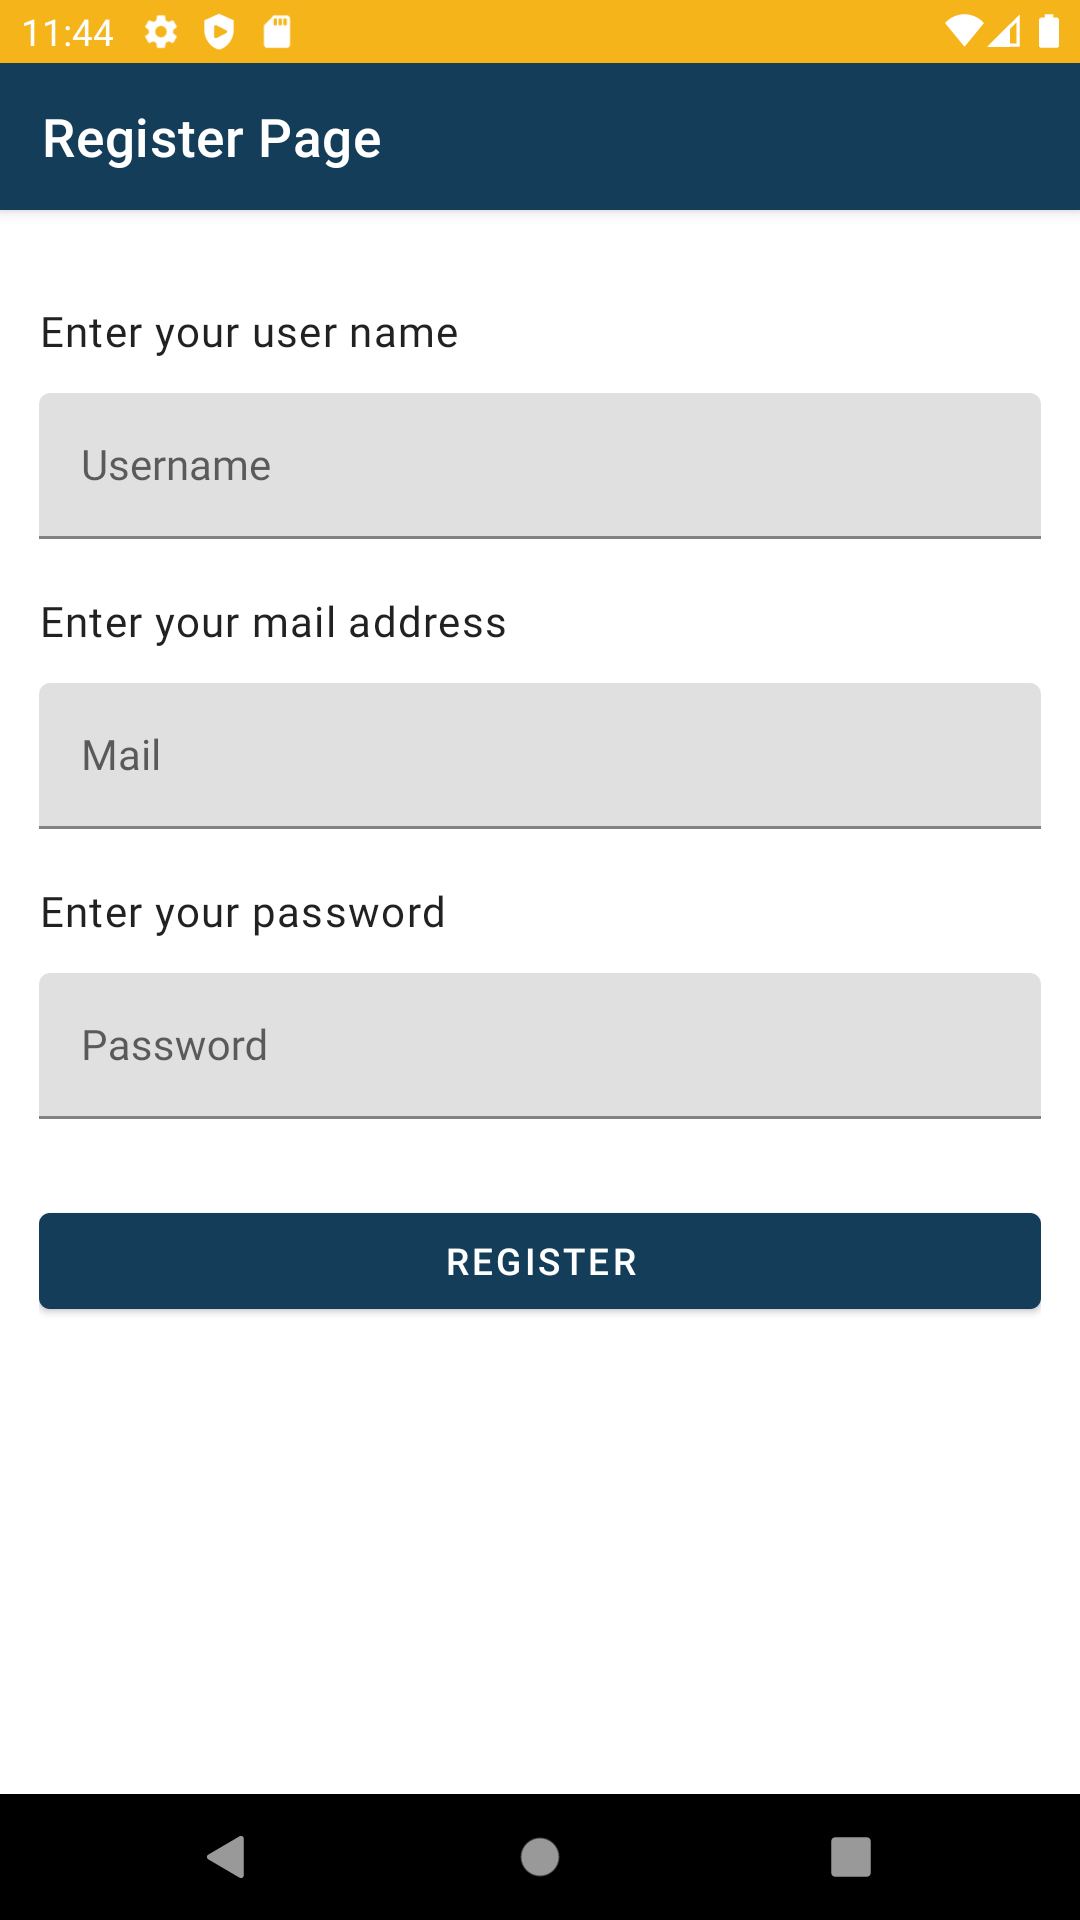 11:44
Register Page
Enter your user name
Username
Enter your mail address
Mail
Enter your password
Password
REGISTER